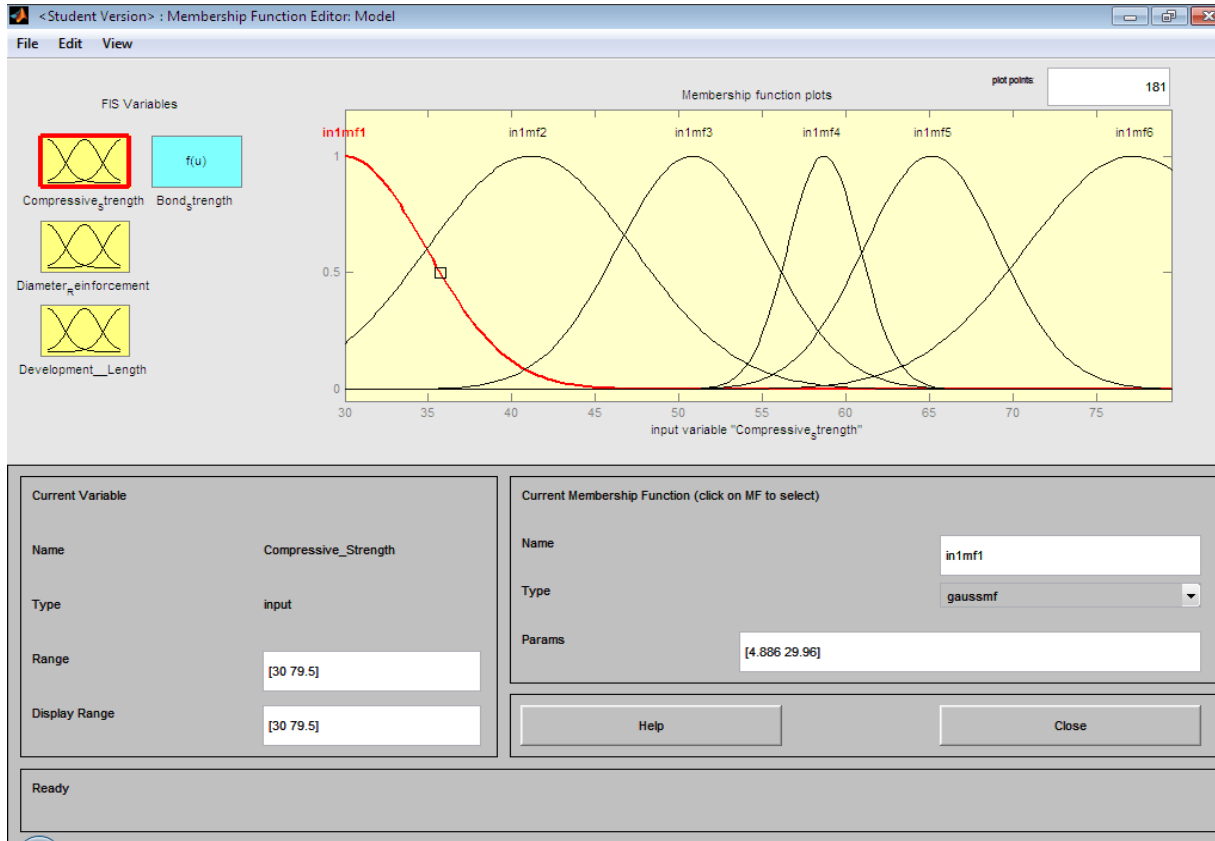 <Student Version> : Membership Function Editor: Model
File Edit View
FIS Variables
f(u)
Compressive_strength Bond_strength
Diameter_Reinforcement
Development__Length
plot points:
181
Membership function plots
in1mf1 in1mf2 in1mf3 in1mf4 in1mf5 in1mf6
1
0.5
0
30 35 40 45 50 55 60 65 70 75
input variable "Compressive_strength"
Current Variable
Name Compressive_Strength
Type input
Range [30 79.5]
Display Range [30 79.5]
Current Membership Function (click on MF to select)
Name in1mf1
Type gaussmf
Params [4.886 29.96]
Help Close
Ready